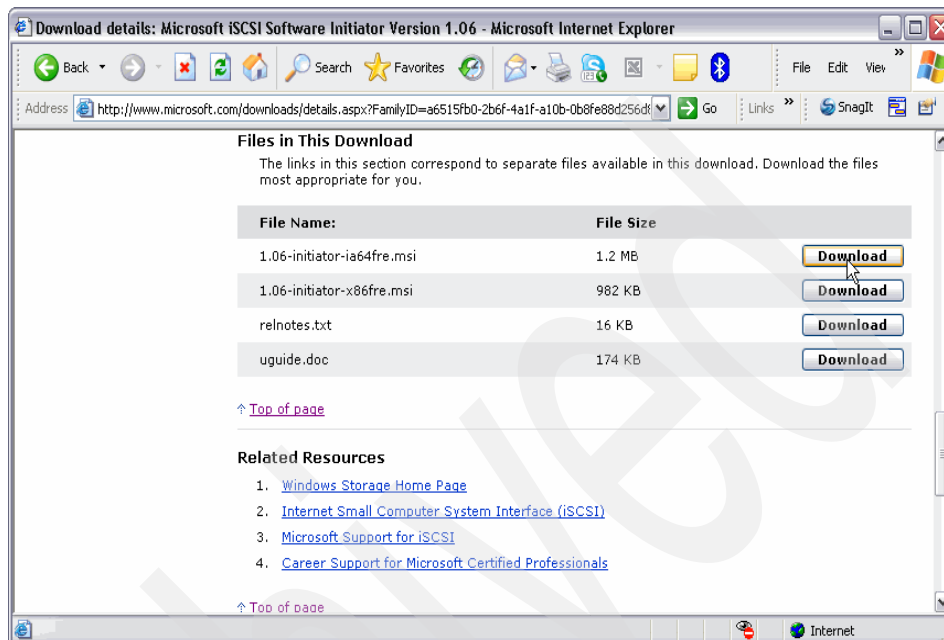 Download details: Microsoft iSCSI Software Initiator Version 1.06 - Microsoft Internet Explorer
Back Search Favorites File Edit View
Address http://www.microsoft.com/downloads/details.aspx?FamilyID=a6515fb0-2b6f-4a1f-a10b-0b8fe88d256d Go Links » SnagIt
Files in This Download
The links in this section correspond to separate files available in this download. Download the files
most appropriate for you.
File Name: File Size
1.06-initiator-ia64fre.msi 1.2 MB Download
1.06-initiator-x86fre.msi 982 KB Download
relnotes.txt 16 KB Download
uguide.doc 174 KB Download
Top of page
Related Resources
1. Windows Storage Home Page
2. Internet Small Computer System Interface (iSCSI)
3. Microsoft Support for iSCSI
4. Career Support for Microsoft Certified Professionals
Top of page
Internet